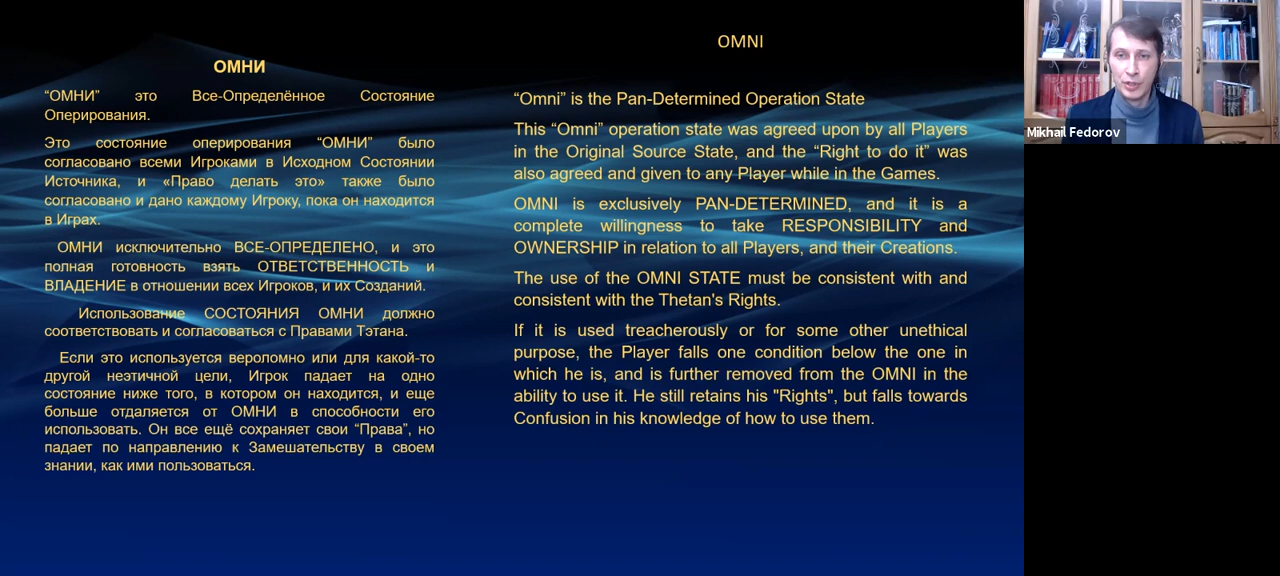 ОМНИ
“ОМНИ” это Все-Определённое Состояние
Оперирования.
Это состояние оперирования “ОМНИ” было
согласовано всеми Игроками в Исходном Состоянии
Источника, и «Право делать это» также было
согласовано и дано каждому Игроку, пока он находится
в Играх.
ОМНИ исключительно ВСЕ-ОПРЕДЕЛЕНО, и это
полная готовность взять ОТВЕТСТВЕННОСТЬ и
ВЛАДЕНИЕ в отношении всех Игроков, и их Созданий.
Использование СОСТОЯНИЯ ОМНИ должно
соответствовать и согласоваться с Правами Тэтана.
Если это используется вероломно или для какой-то
другой неэтичной цели, Игрок падает на одно
состояние ниже того, в котором он находится, и еще
больше отдаляется от ОМНИ в способности его
использовать. Он все ещё сохраняет свои “Права”, но
падает по направлению к Замешательству в своем
знании, как ими пользоваться.
OMNI
“Omni” is the Pan-Determined Operation State
This “Omni” operation state was agreed upon by all Players
in the Original Source State, and the “Right to do it” was
also agreed and given to any Player while in the Games.
OMNI is exclusively PAN-DETERMINED, and it is a
complete willingness to take RESPONSIBILITY and
OWNERSHIP in relation to all Players, and their Creations.
The use of the OMNI STATE must be consistent with and
consistent with the Thetan's Rights.
If it is used treacherously or for some other unethical
purpose, the Player falls one condition below the one in
which he is, and is further removed from the OMNI in the
ability to use it. He still retains his "Rights", but falls towards
Confusion in his knowledge of how to use them.
Mikhail Fedorov